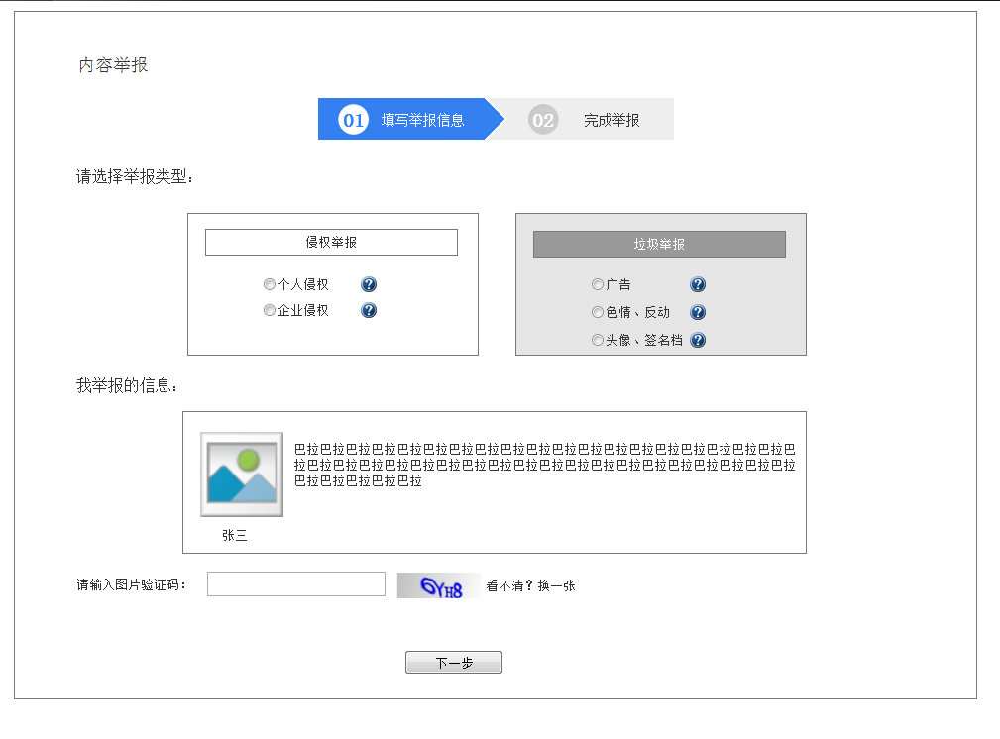 内容举报
01 填写举报信息 02 完成举报
请选择举报类型：
侵权举报
个人侵权 ?
企业侵权 ?
垃圾举报
广告 ?
色情、反动 ?
头像、签名档 ?
我举报的信息：
巴拉巴拉巴拉巴拉巴拉巴拉巴拉巴拉巴拉巴拉巴拉巴拉巴拉巴拉巴拉巴拉巴拉巴拉巴拉巴
拉巴拉巴拉巴拉巴拉巴拉巴拉巴拉巴拉巴拉巴拉巴拉巴拉巴拉巴拉巴拉巴拉巴拉巴拉巴拉
巴拉巴拉巴拉巴拉巴拉
张三
请输入图片验证码： 6YH8 看不清？换一张
下一步